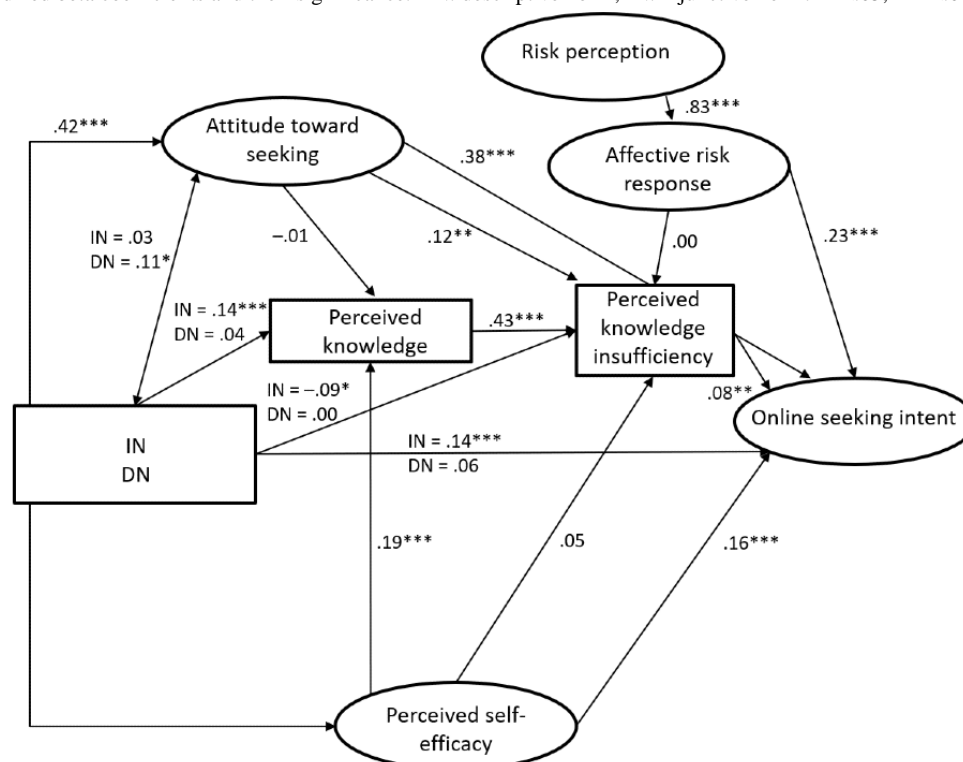 Risk perception
.83***
.42***
Attitude toward
seeking
.38***
Affective risk
response
IN = .03
DN = .11*
–.01
.12**
.00
.23***
IN = .14***
DN = .04
Perceived
knowledge
.43***
Perceived
knowledge
insufficiency
IN = –.09*
DN = .00
.08**
Online seeking intent
IN
DN
IN = .14***
DN = .06
.19***
.05
.16***
Perceived self-
efficacy